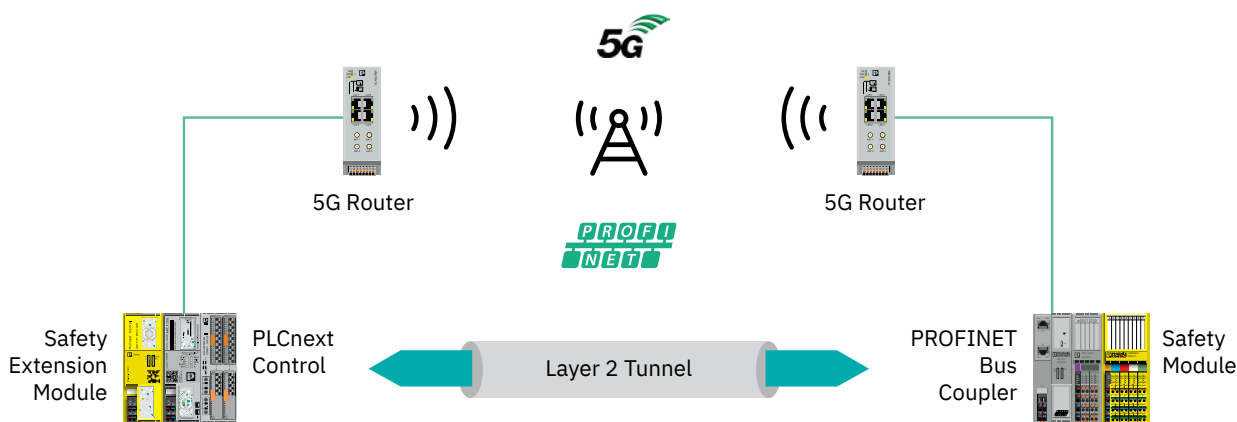 5G
5G Router
5G Router
PROFI
NET
Safety
Extension
Module
PLCnext
Control
Layer 2 Tunnel
PROFINET
Bus
Coupler
Safety
Module